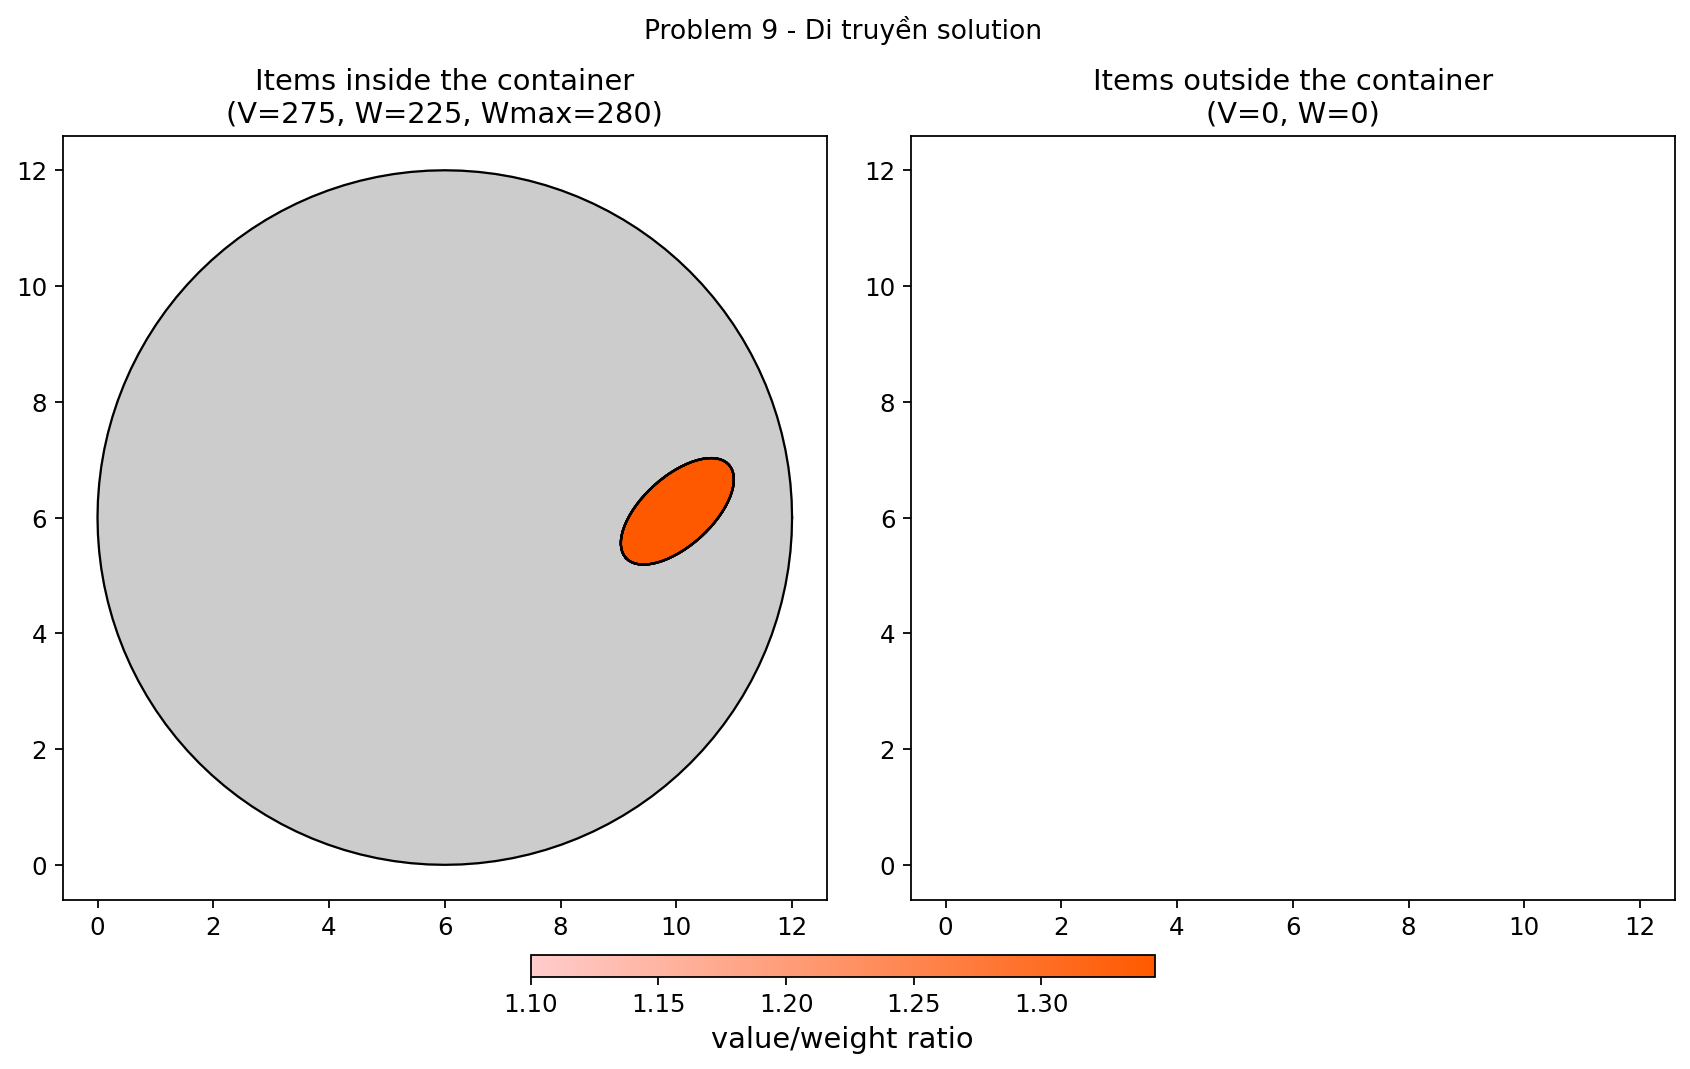 Problem 9 - Di truyền solution
Items inside the container
(V=275, W=225, Wmax=280)
12
10
8
6
4
2
0
0 2 4 6 8 10 12
Items outside the container
(V=0, W=0)
12
10
8
6
4
2
0
0 2 4 6 8 10 12
1.10 1.15 1.20 1.25 1.30
value/weight ratio